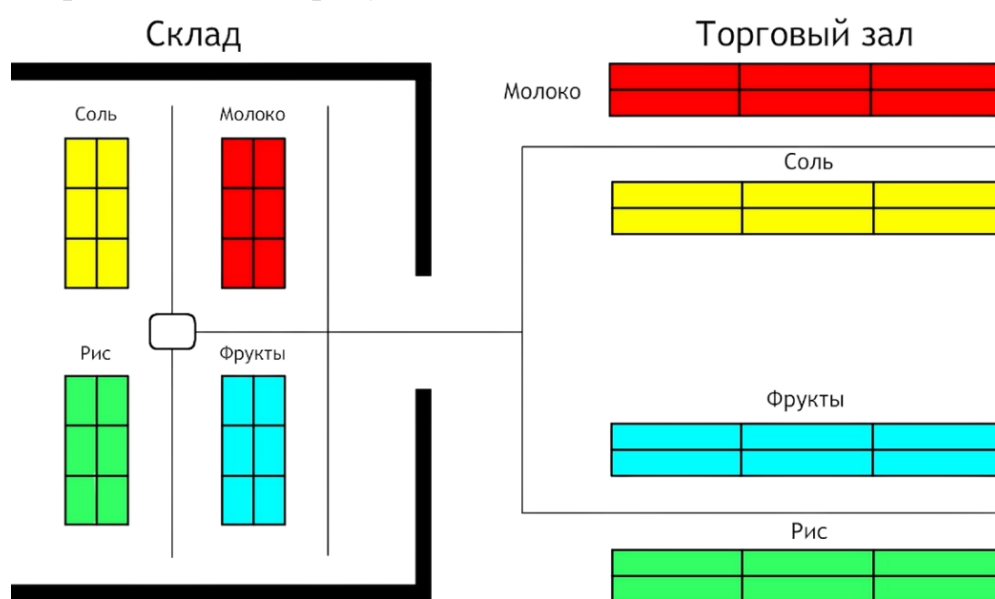 Склад
Торговый зал
Соль
Молоко
Молоко
Соль
Рис
Фрукты
Фрукты
Рис